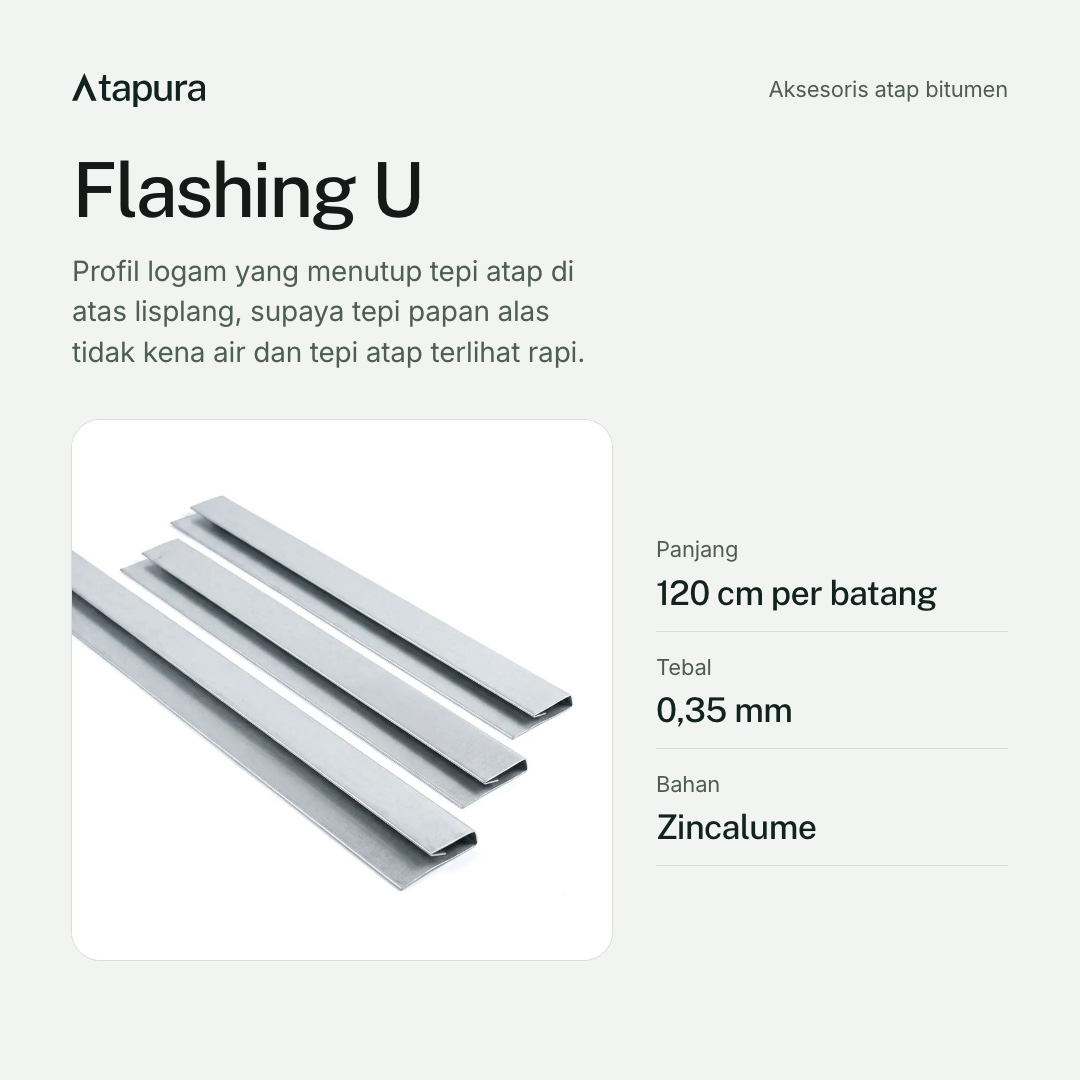 Atapura
Aksesoris atap bitumen
Flashing U
Profil logam yang menutup tepi atap di
atas lisplang, supaya tepi papan alas
tidak kena air dan tepi atap terlihat rapi.
Panjang
120 cm per batang
Tebal
0,35 mm
Bahan
Zincalume